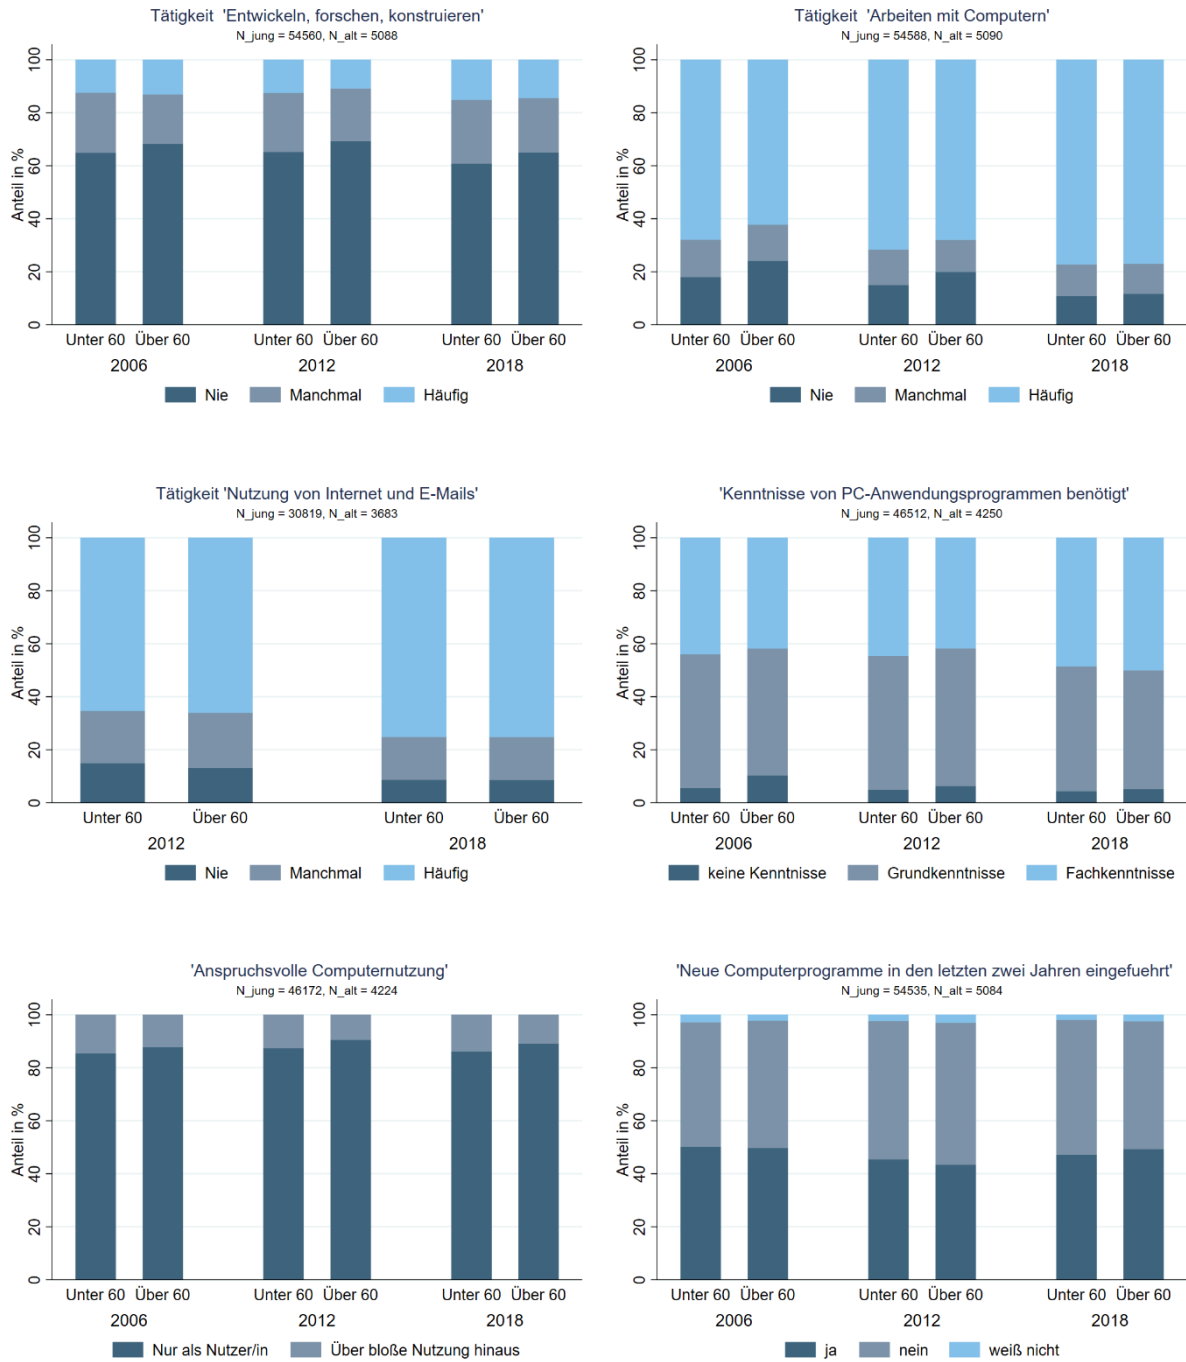 Tätigkeit 'Entwickeln, forschen, konstruieren'
N_jung = 54560, N_alt = 5088
Anteil in %
100
80
60
40
20
0
Unter 60 Über 60 Unter 60 Über 60 Unter 60 Über 60
2006 2012 2018
Nie Manchmal Häufig
Tätigkeit 'Arbeiten mit Computern'
N_jung = 54588, N_alt = 5090
Anteil in %
100
80
60
40
20
0
Unter 60 Über 60 Unter 60 Über 60 Unter 60 Über 60
2006 2012 2018
Nie Manchmal Häufig
Tätigkeit 'Nutzung von Internet und E-Mails'
N_jung = 30819, N_alt = 3683
Anteil in %
100
80
60
40
20
0
Unter 60 Über 60 Unter 60 Über 60
2012 2018
Nie Manchmal Häufig
'Kenntnisse von PC-Anwendungsprogrammen benötigt'
N_jung = 46512, N_alt = 4250
Anteil in %
100
80
60
40
20
0
Unter 60 Über 60 Unter 60 Über 60 Unter 60 Über 60
2006 2012 2018
keine Kenntnisse Grundkenntnisse Fachkenntnisse
'Anspruchsvolle Computernutzung'
N_jung = 46172, N_alt = 4224
Anteil in %
100
80
60
40
20
0
Unter 60 Über 60 Unter 60 Über 60 Unter 60 Über 60
2006 2012 2018
Nur als Nutzer/in Über bloße Nutzung hinaus
'Neue Computerprogramme in den letzten zwei Jahren eingefuehrt'
N_jung = 54535, N_alt = 5084
Anteil in %
100
80
60
40
20
0
Unter 60 Über 60 Unter 60 Über 60 Unter 60 Über 60
2006 2012 2018
ja nein weiß nicht